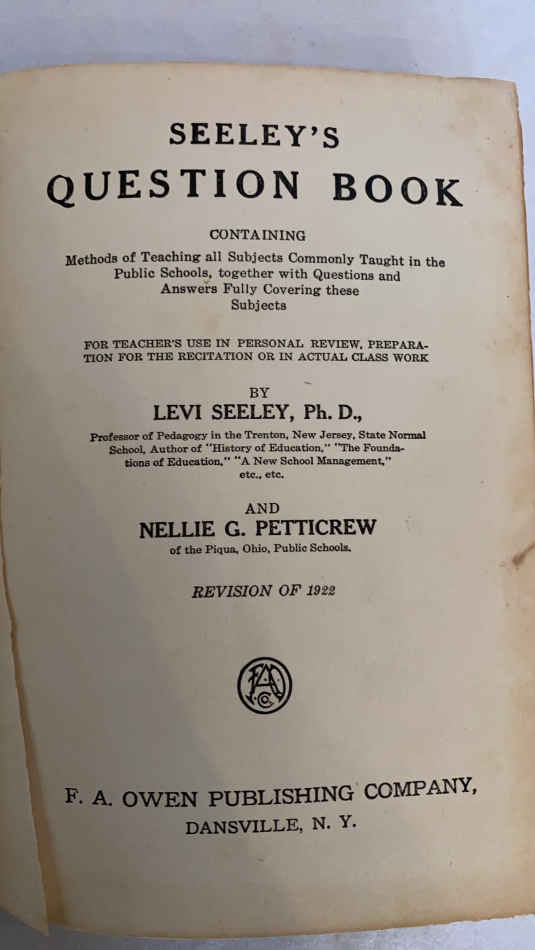 SEELEY'S
QUESTION BOOK
CONTAINING
Methods of Teaching all Subjects Commonly Taught in the
Public Schools, together with Questions and
Answers Fully Covering these
Subjects
FOR TEACHER'S USE IN PERSONAL REVIEW, PREPARA-
TION FOR THE RECITATION OR IN ACTUAL CLASS WORK
BY
LEVI SEELEY, Ph. D.,
Professor of Pedagogy in the Trenton, New Jersey, State Normal
School, Author of "History of Education," "The Founda-
tions of Education," "A New School Management,"
etc., etc.
AND
NELLIE G. PETTICREW
of the Piqua, Ohio, Public Schools.
REVISION OF 1922
FAO
CO.
F. A. OWEN PUBLISHING COMPANY,
DANSVILLE, N. Y.